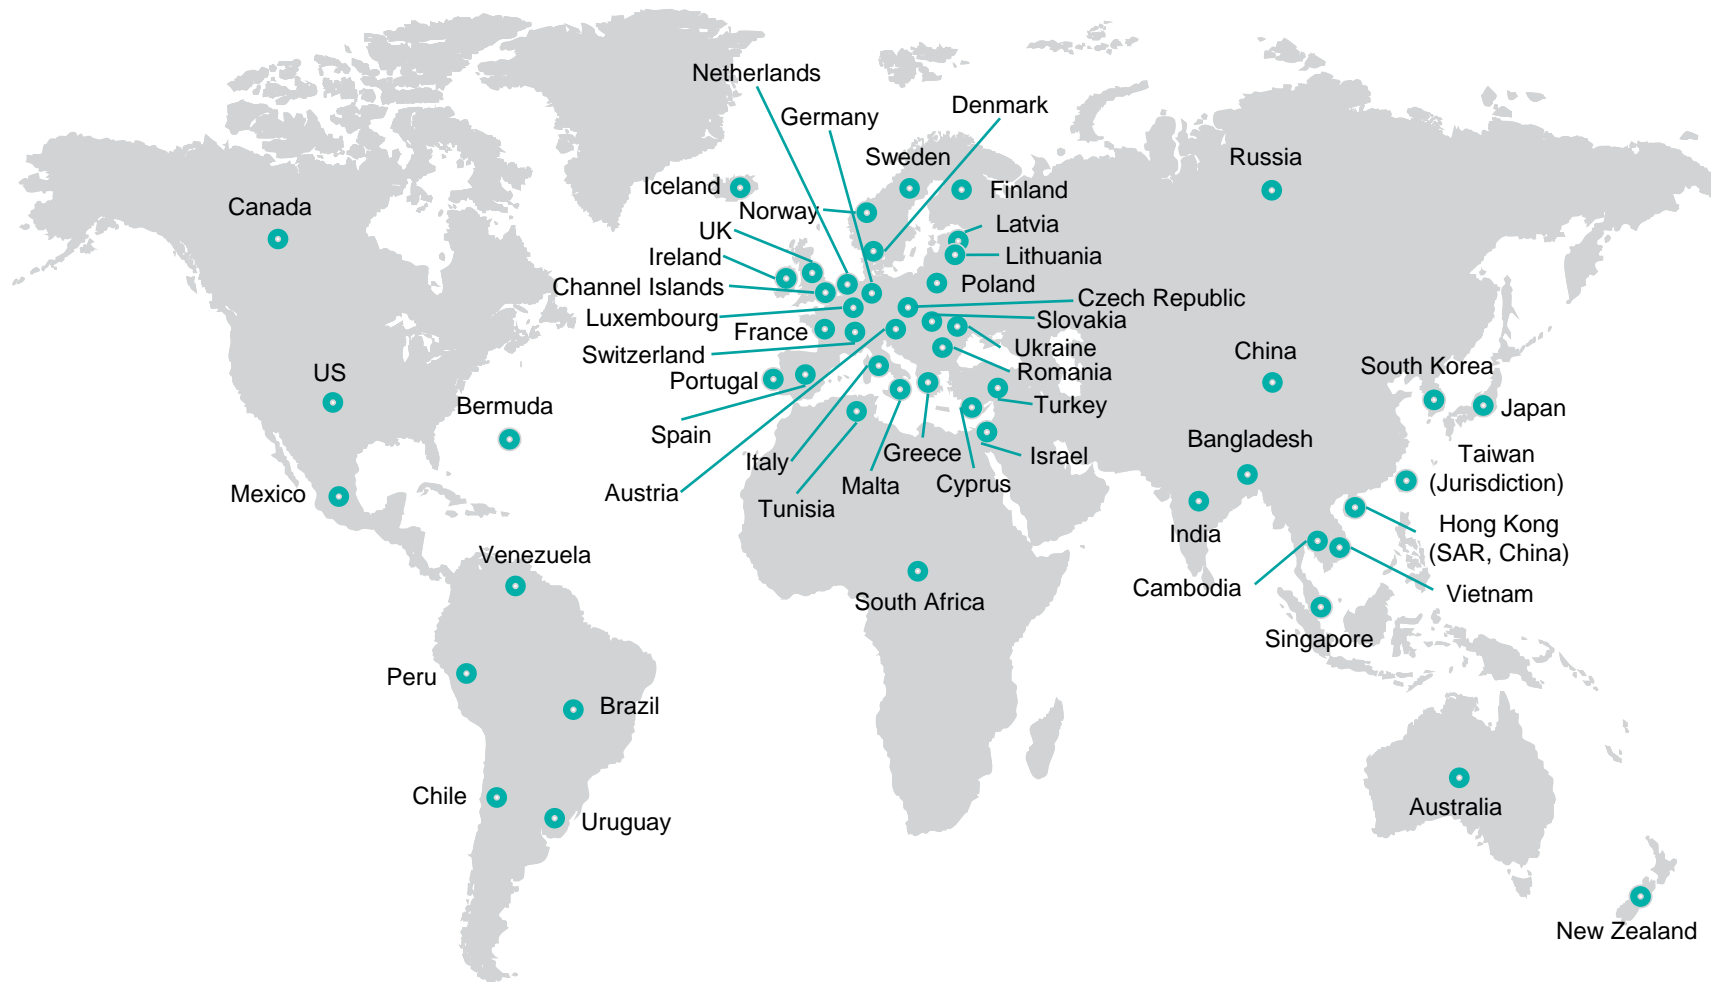 Netherlands
Denmark
Germany
Sweden
Russia
Iceland
Finland
Canada
Norway
Latvia
UK
Lithuania
Ireland
Channel Islands
Poland
Czech Republic
Luxembourg
Slovakia
France
Ukraine
Switzerland
China
South Korea
US
Romania
Portugal
Bermuda
Turkey
Japan
Spain
Bangladesh
Greece
Israel
Taiwan
(Jurisdiction)
Italy
Malta
Cyprus
Austria
Mexico
Tunisia
India
Hong Kong
(SAR, China)
Venezuela
Cambodia
Vietnam
South Africa
Singapore
Peru
Brazil
Chile
Uruguay
Australia
New Zealand